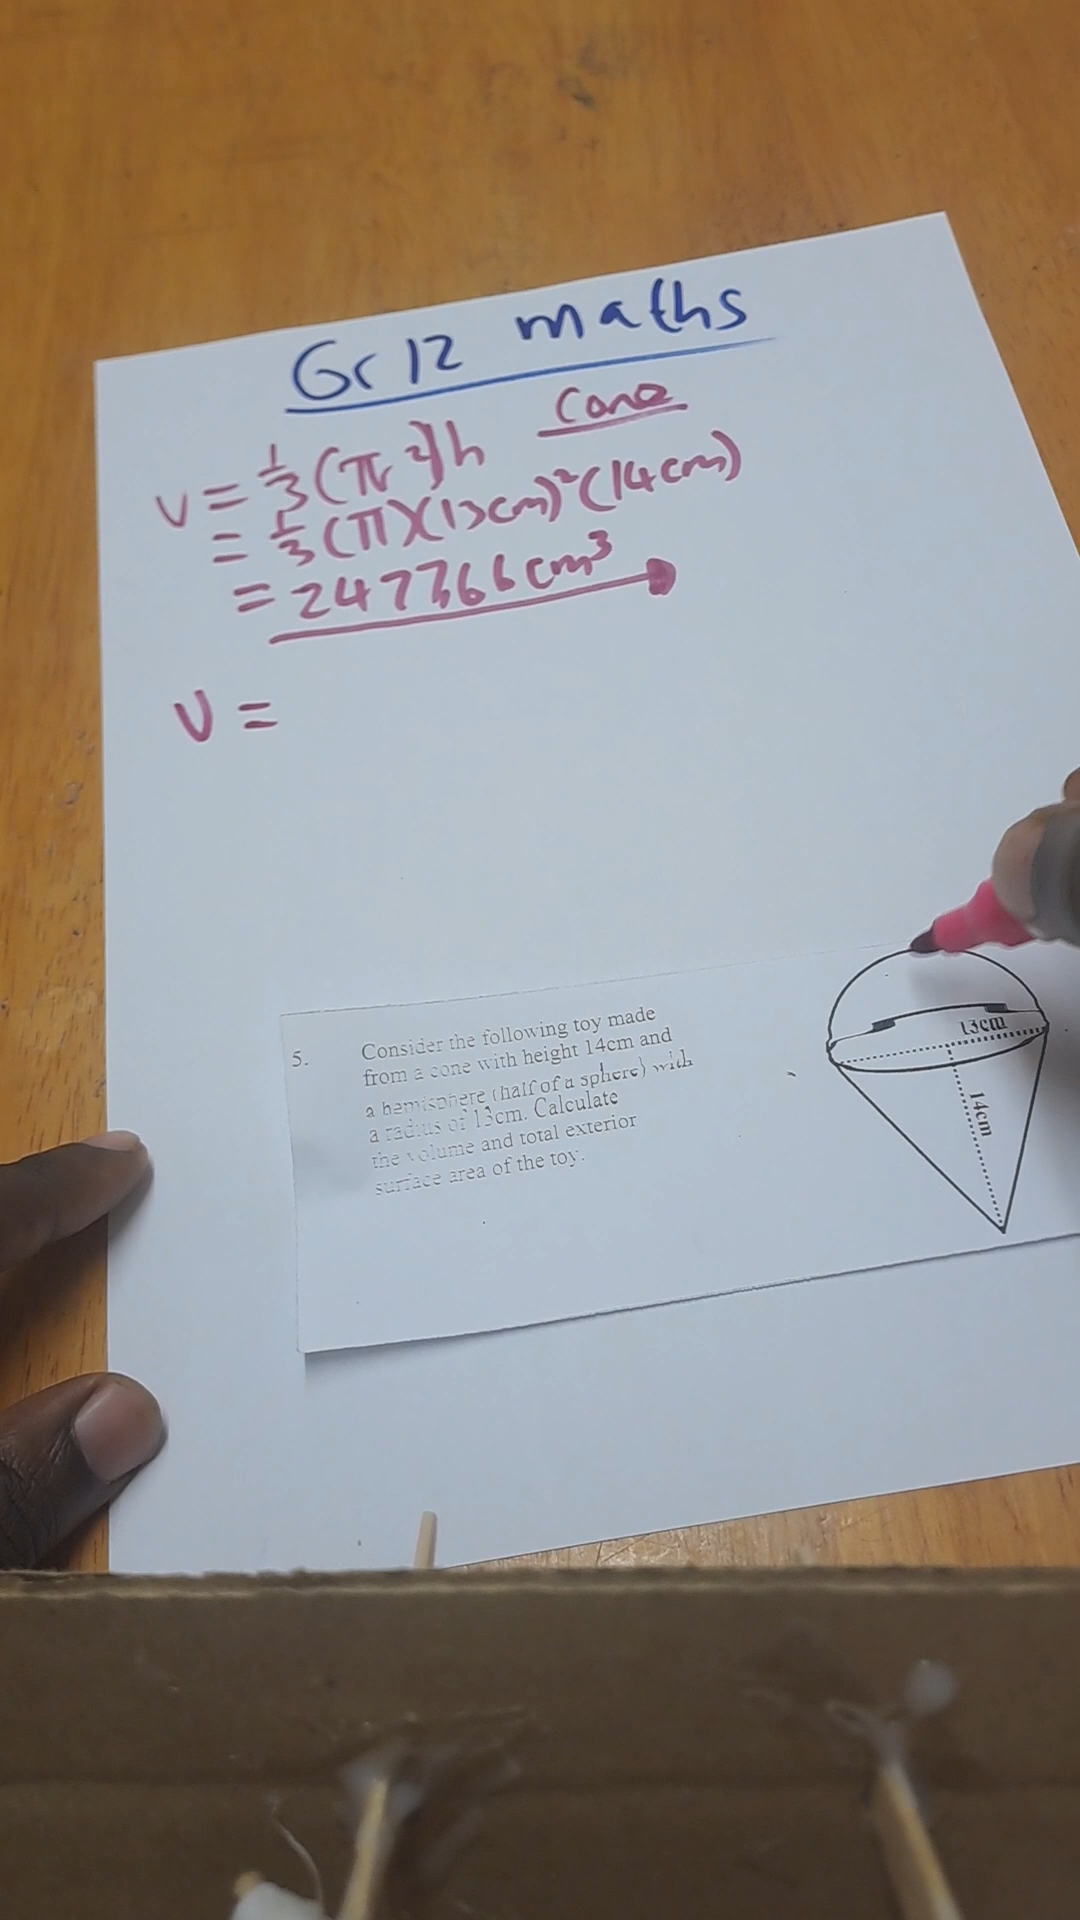 Gr 12 maths
Cone
V = 1/3 (πr²)h
= 1/3 (π)(13cm)²(14cm)
= 2477,66cm³
V =
5. Consider the following toy made
from a cone with height 14cm and
a hemisphere (half of a sphere) with
a radius of 13cm. Calculate
the volume and total exterior
surface area of the toy.
13cm
14cm